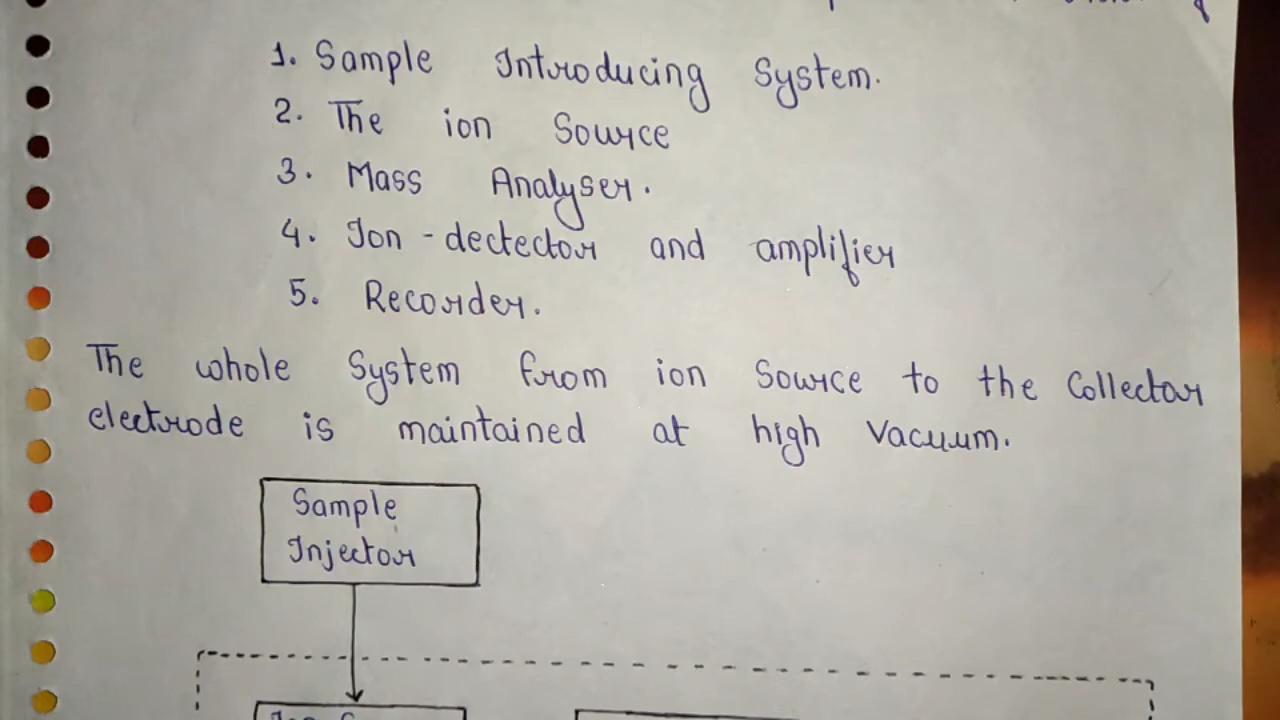 1. Sample Introducing System.
2. The ion Source
3. Mass Analyser.
4. Ion-dectector and amplifier
5. Recorder.
The whole System from ion Source to the Collector
electrode is maintained at high Vacuum.
Sample
Injector